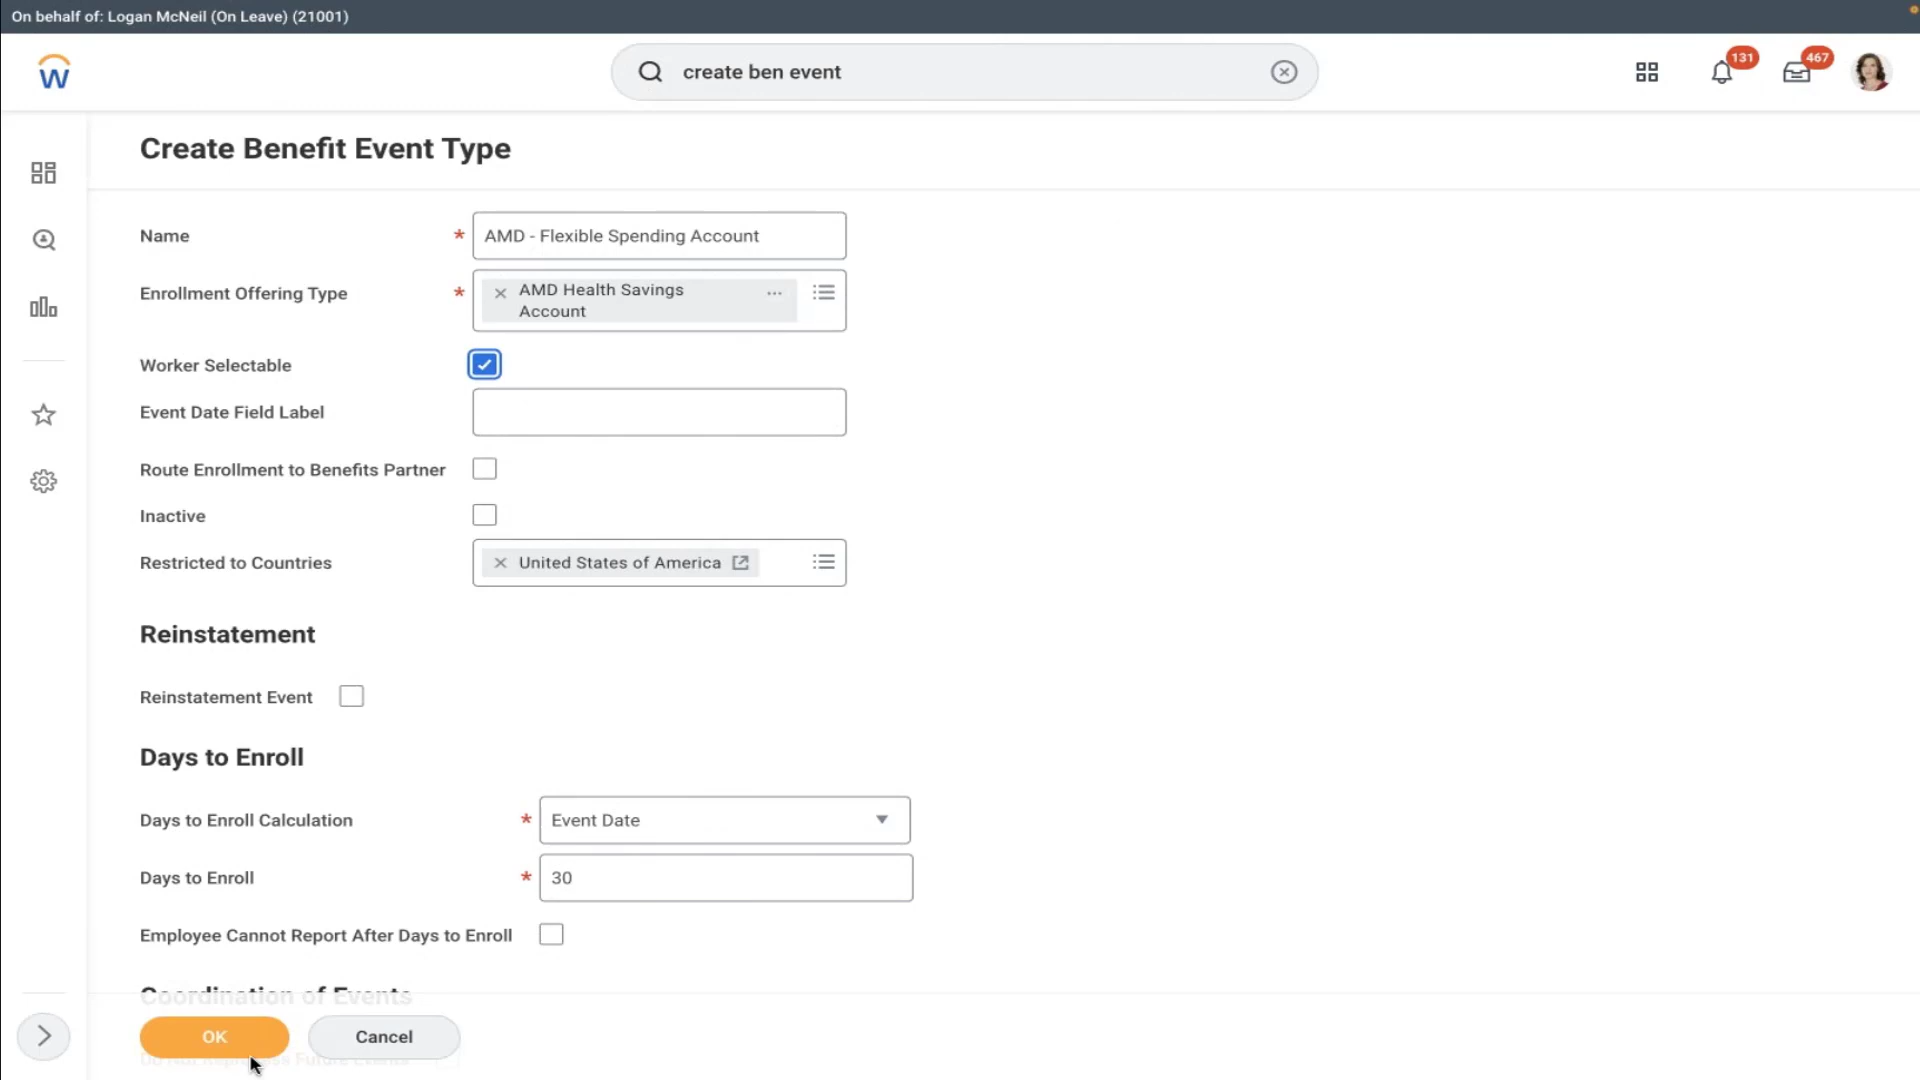 On behalf of: Logan McNeil (On Leave) (21001)
W
create ben event
131
467
Create Benefit Event Type
Name * AMD - Flexible Spending Account
Enrollment Offering Type * AMD Health Savings
Account
Worker Selectable
Event Date Field Label
Route Enrollment to Benefits Partner
Inactive
Restricted to Countries United States of America
Reinstatement
Reinstatement Event
Days to Enroll
Days to Enroll Calculation * Event Date
Days to Enroll * 30
Employee Cannot Report After Days to Enroll
Coordination of Events
OK Cancel
Future Events